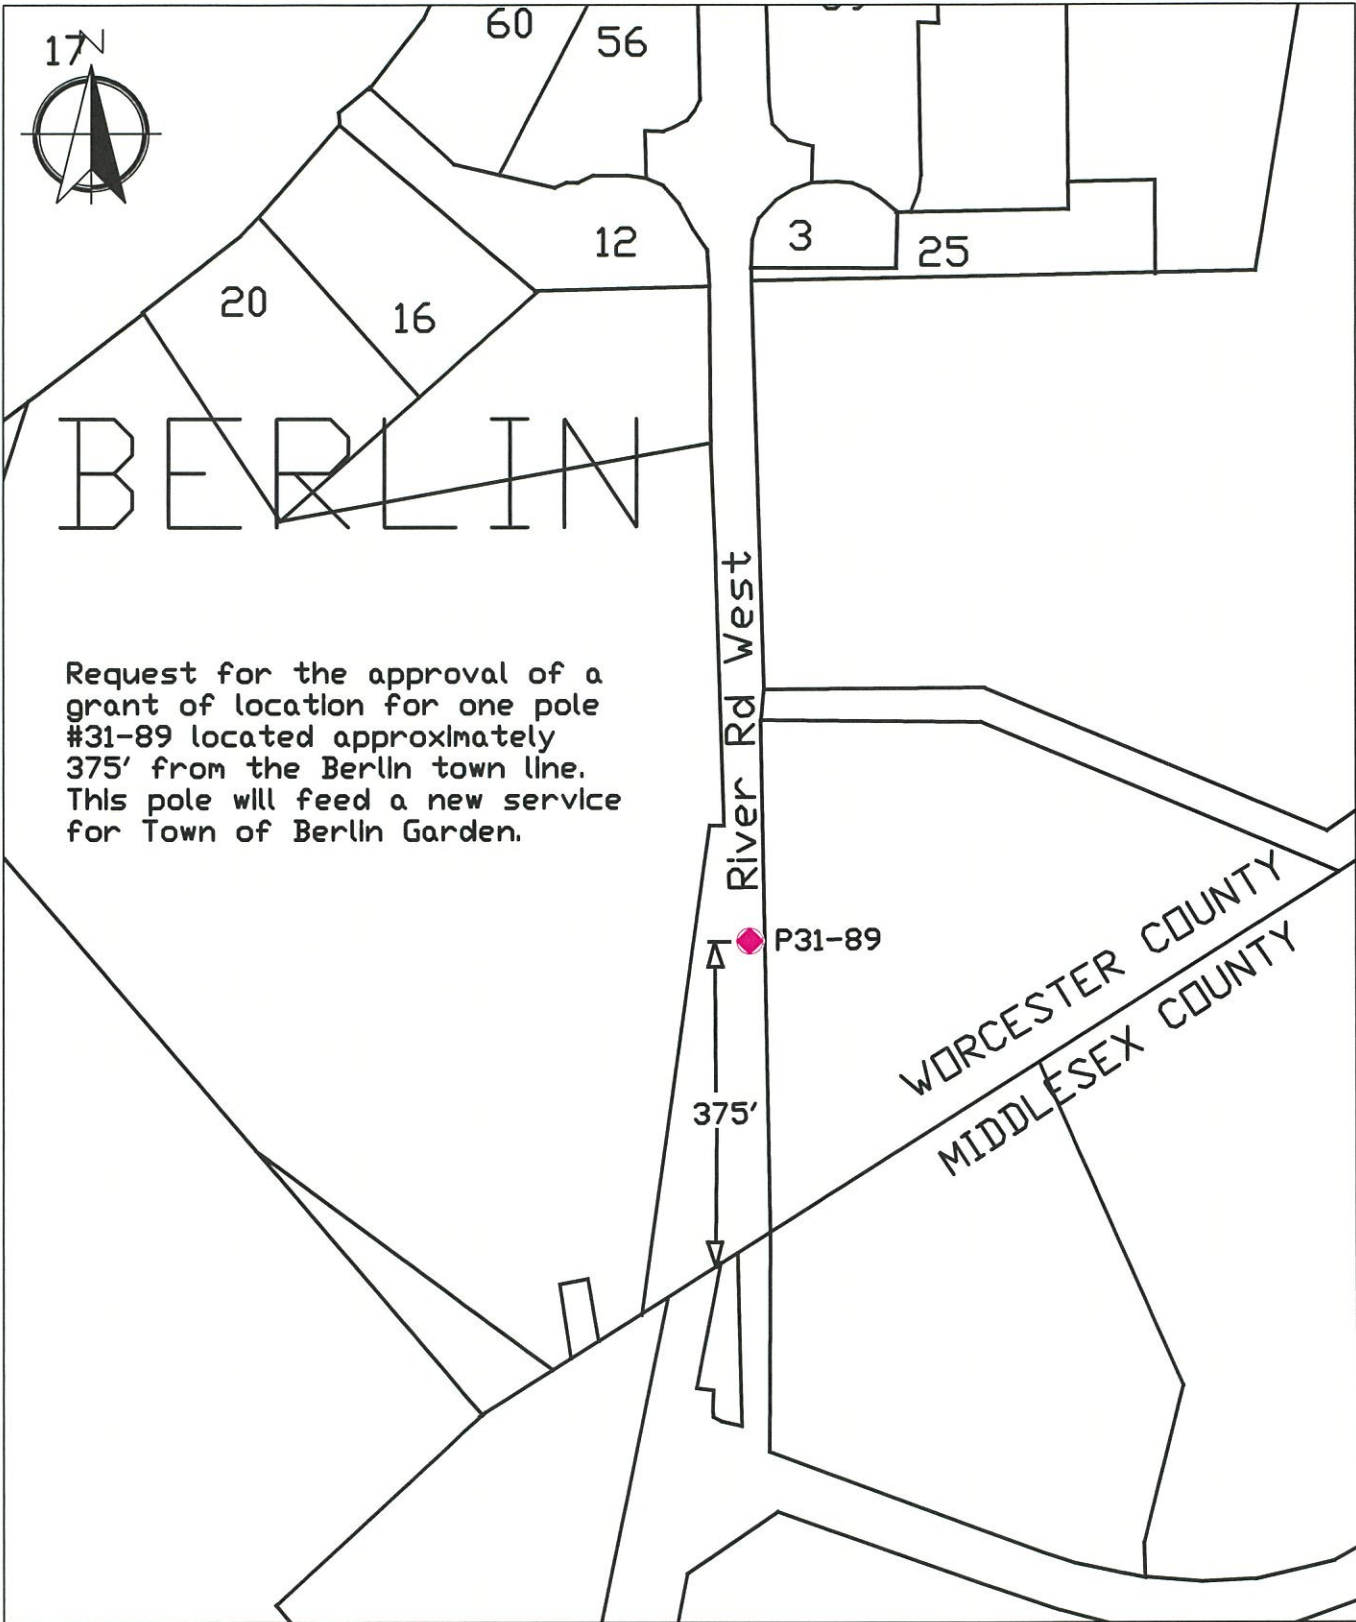 60
56
17
N
12
3
25
20
16
BERLIN
River Rd West
Request for the approval of a
grant of location for one pole
#31-89 located approximately
375' from the Berlin town line.
This pole will feed a new service
for Town of Berlin Garden.
P31-89
WORCESTER COUNTY
MIDDLESEX COUNTY
375'